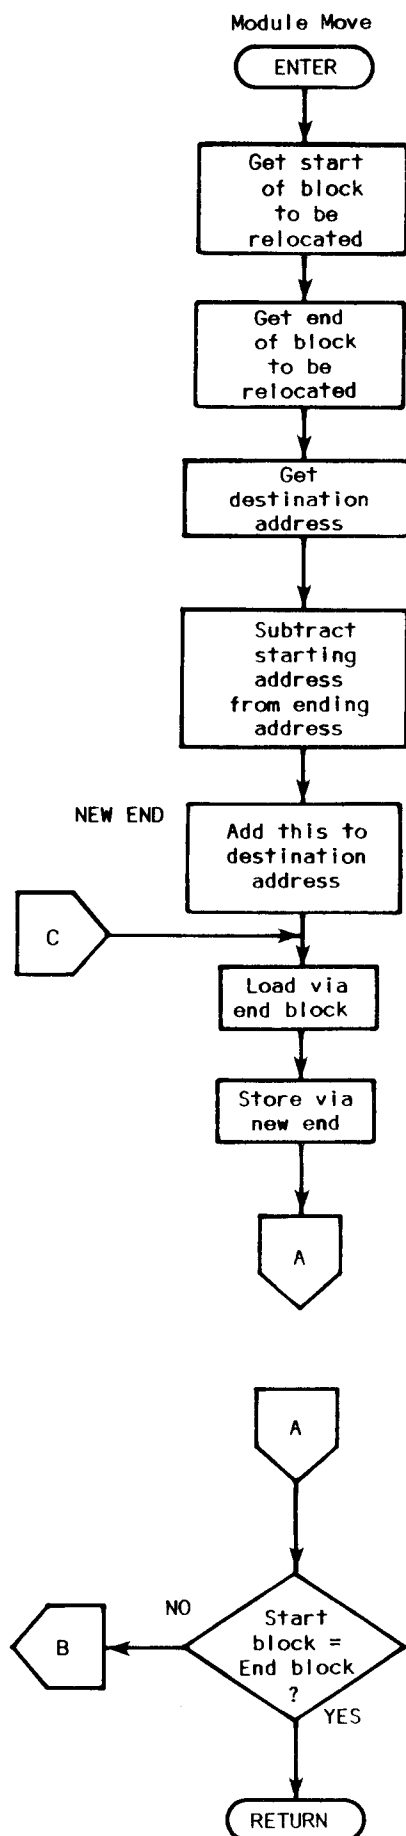 Module Move
ENTER
Get start
of block
to be
relocated
Get end
of block
to be
relocated
Get
destination
address
Subtract
starting
address
from ending
address
NEW END
Add this to
destination
address
C
Load via
end block
Store via
new end
A
A
NO
Start
block =
End block
?
B
YES
RETURN